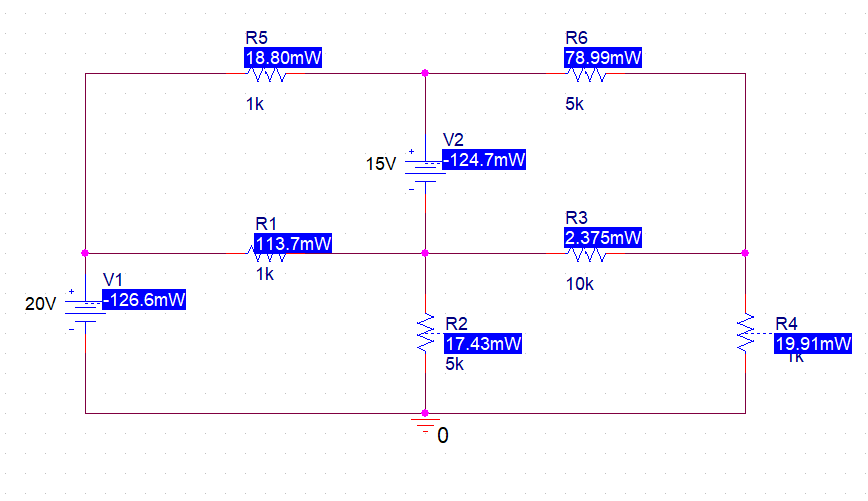 R5
18.80mW
1k
R6
78.99mW
5k
+
V2
15V
-124.7mW
-
R1
113.7mW
1k
R3
2.375mW
10k
+
V1
20V
-126.6mW
-
R2
17.43mW
5k
R4
19.91mW
1k
0